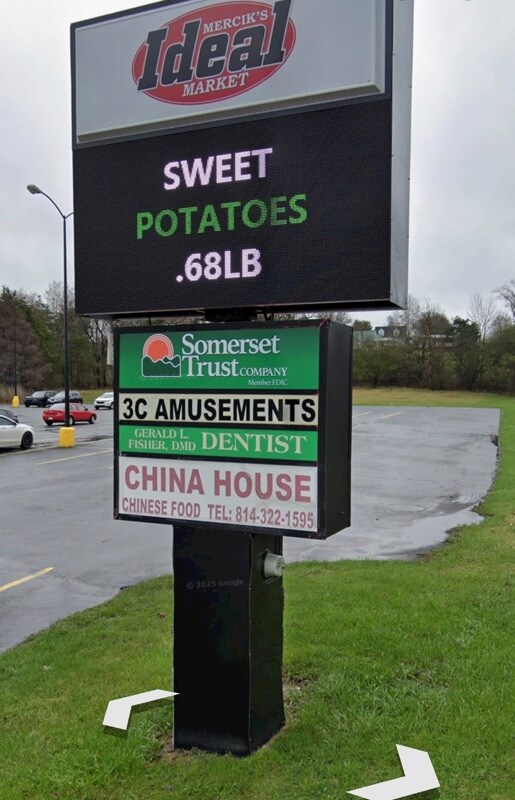 MERCIK'S
Ideal
MARKET
SWEET
POTATOES
.68LB
Somerset
Trust COMPANY
Member FDIC
3C AMUSEMENTS
GERALD L.
FISHER, DMD DENTIST
CHINA HOUSE
CHINESE FOOD TEL: 814-322-1595
© 2025 Google